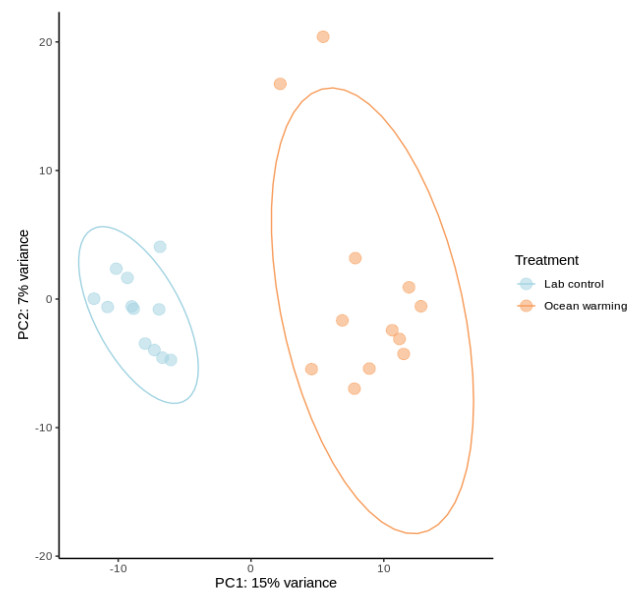 20
10
0
-10
-20
PC2: 7% variance
-10
0
10
PC1: 15% variance
Treatment
Lab control
Ocean warming